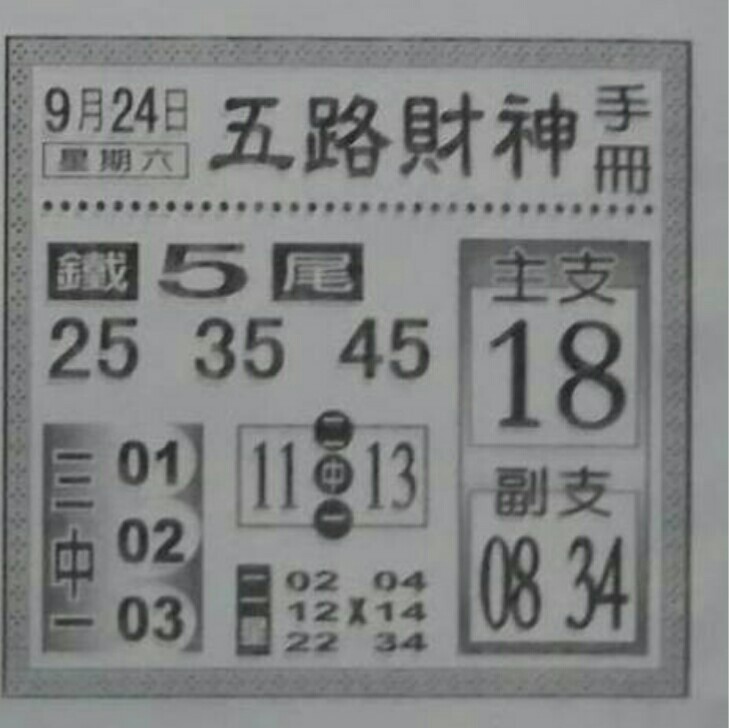 9月24日
星期六
五路財神
手冊
鐵5尾
25 35 45
主支
18
三中一
01
02
03
11 二中一 13
副支
08 34
02 04
12 X 14
22 34